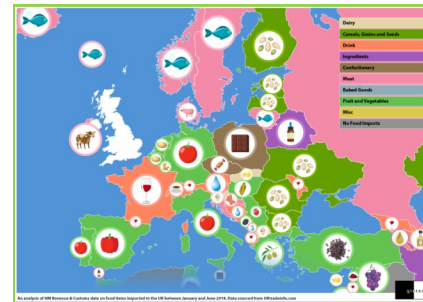 Dairy
Cereals, Grains and Seeds
Drink
Ingredients
Confectionary
Meat
Baked Goods
Fruit and Vegetables
Misc
No Food Imports
An analysis of HM Revenue & Customs data on food items imported to the UK between January and June 2018. Data sourced from UKtradeinfo.com